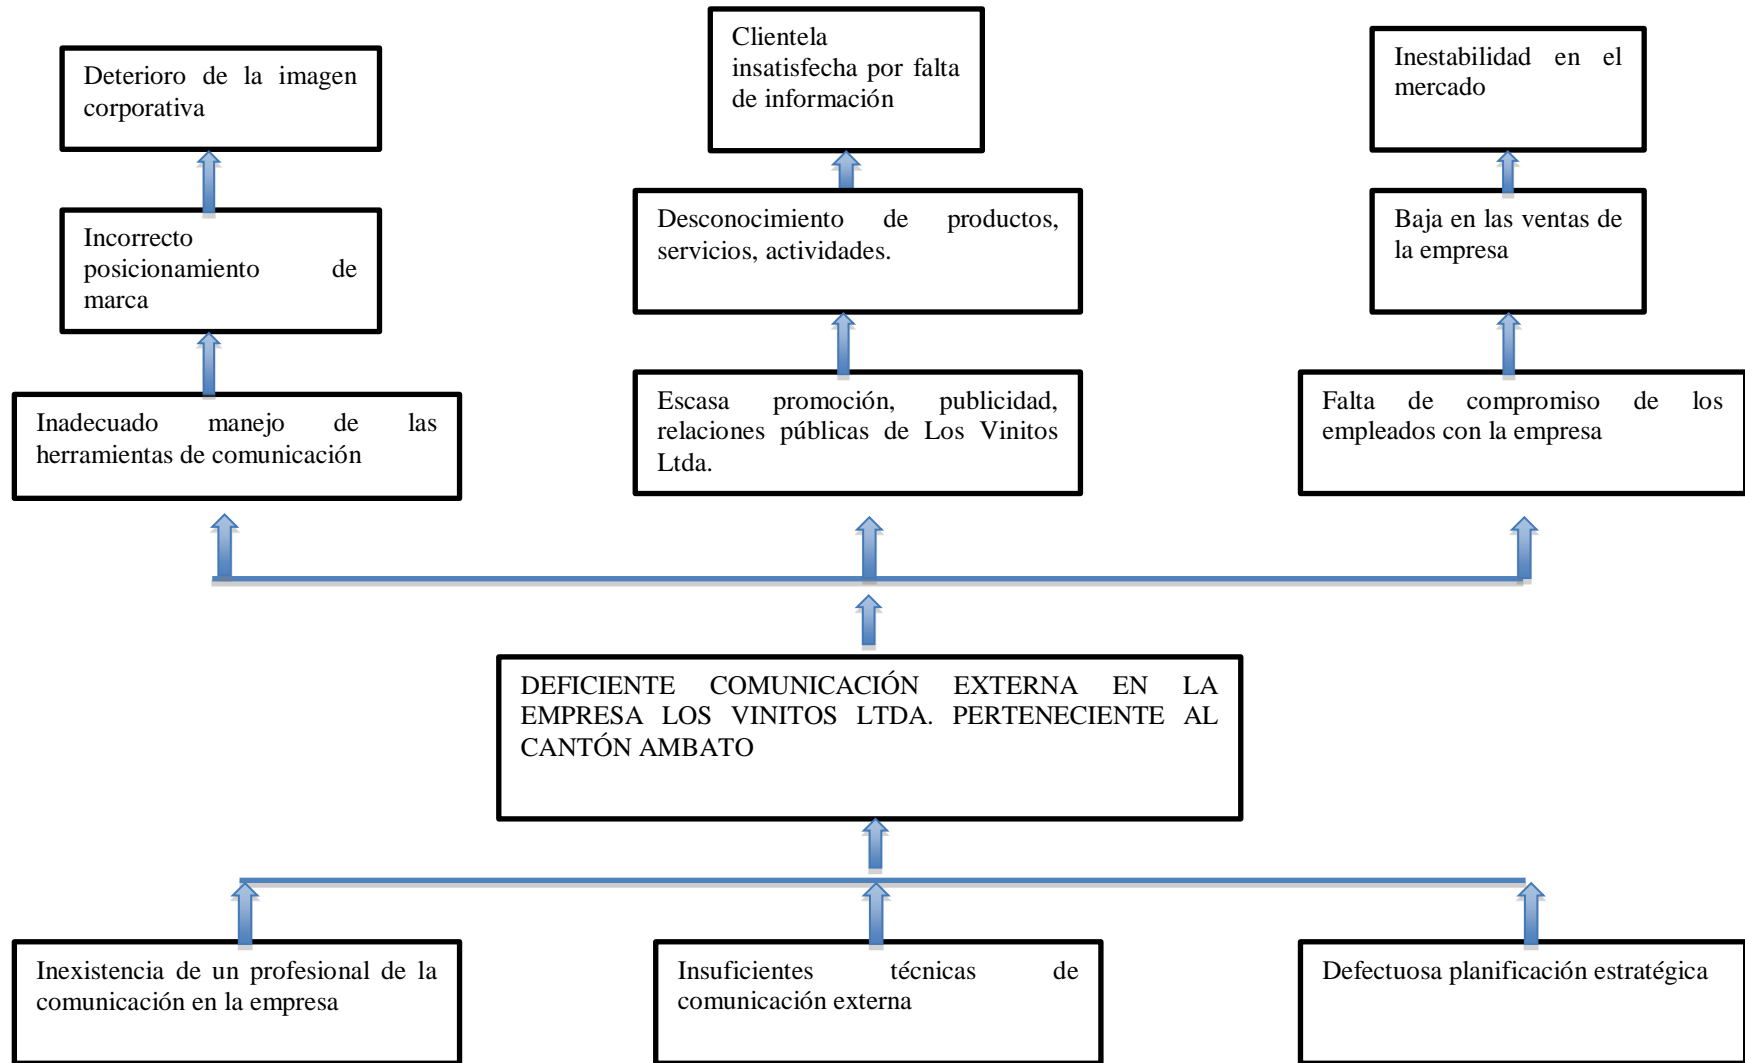 Deterioro de la imagen
corporativa
Clientela
insatisfecha por falta
de información
Inestabilidad en el
mercado
Incorrecto
posicionamiento de
marca
Desconocimiento de productos,
servicios, actividades.
Baja en las ventas de
la empresa
Inadecuado manejo de las
herramientas de comunicación
Escasa promoción, publicidad,
relaciones públicas de Los Vinitos
Ltda.
Falta de compromiso de los
empleados con la empresa
DEFICIENTE COMUNICACIÓN EXTERNA EN LA
EMPRESA LOS VINITOS LTDA. PERTENECIENTE AL
CANTÓN AMBATO
Inexistencia de un profesional de la
comunicación en la empresa
Insuficientes técnicas de
comunicación externa
Defectuosa planificación estratégica